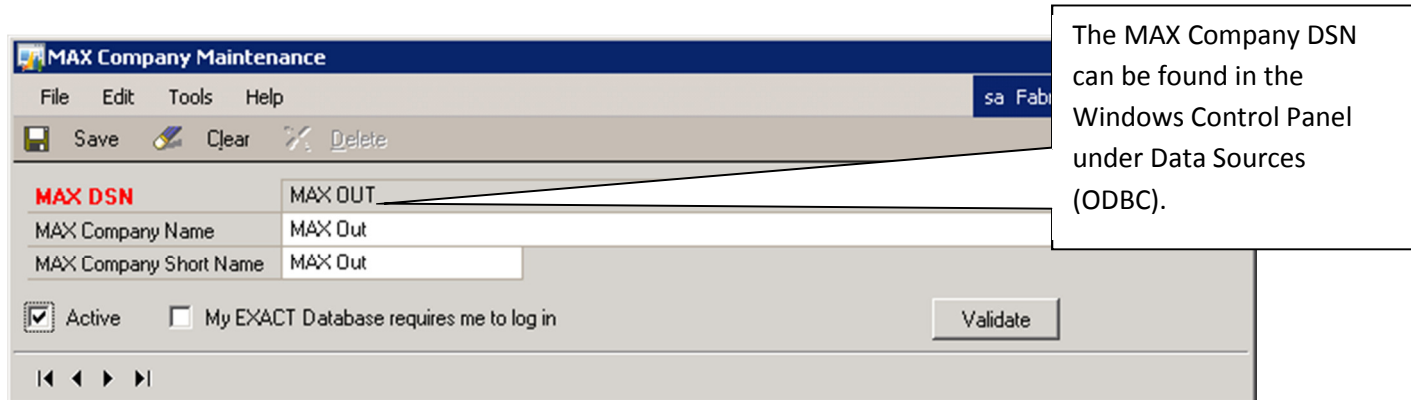 MAX Company Maintenance
File Edit Tools Help
sa
Save Clear Delete
MAX DSN MAX OUT
MAX Company Name MAX Out
MAX Company Short Name MAX Out
Active My EXACT Database requires me to log in Validate
The MAX Company DSN
can be found in the
Windows Control Panel
under Data Sources
(ODBC).